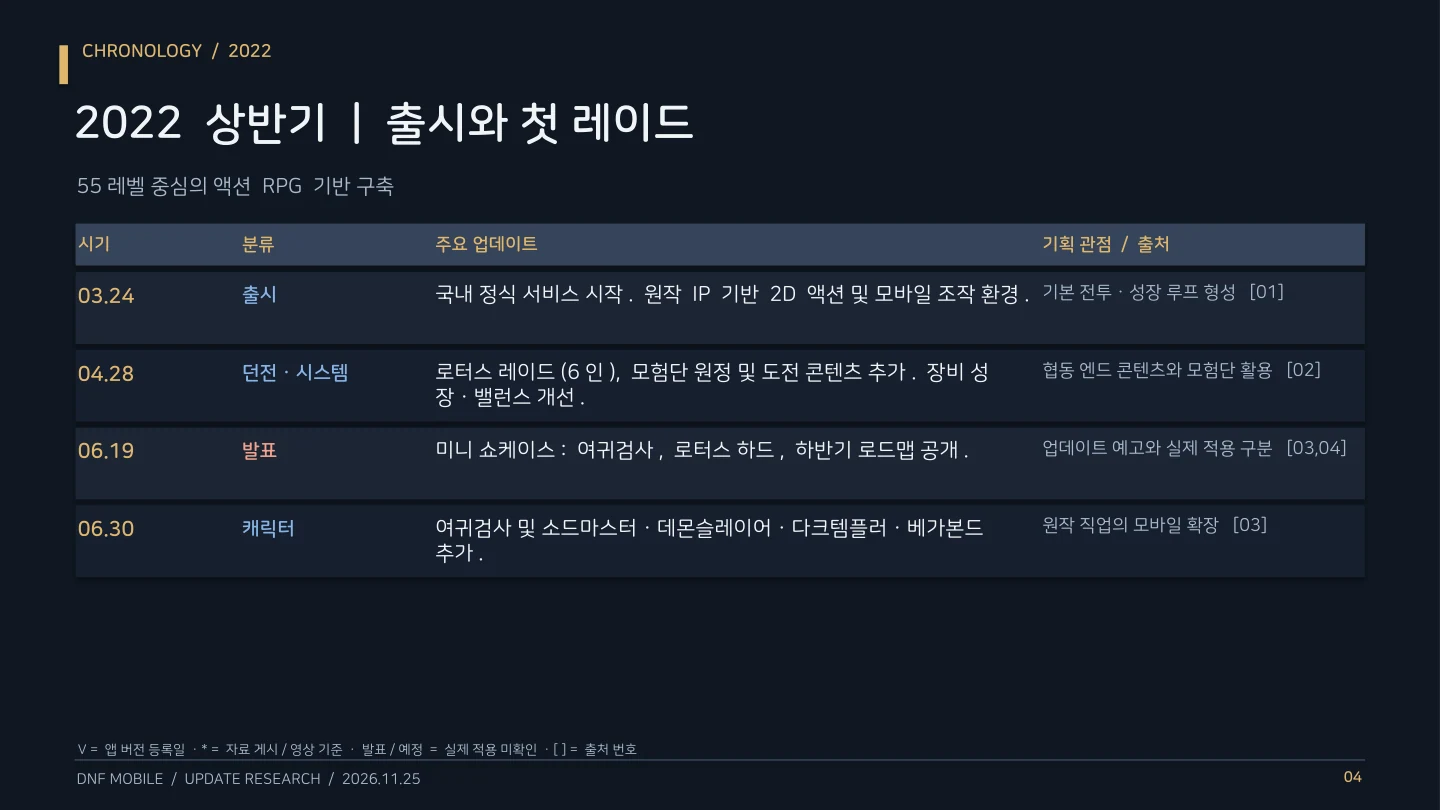 CHRONOLOGY / 2022
2022 상반기 | 출시와 첫 레이드
55 레벨 중심의 액션 RPG 기반 구축
시기 분류 주요 업데이트 기획 관점 / 출처
03.24 출시 국내 정식 서비스 시작 . 원작 IP 기반 2D 액션 및 모바일 조작 환경 . 기본 전투 · 성장 루프 형성 [01]
04.28 던전 · 시스템 로터스 레이드 (6 인 ), 모험단 원정 및 도전 콘텐츠 추가 . 장비 성 협동 엔드 콘텐츠와 모험단 활용 [02]
장 · 밸런스 개선 .
06.19 발표 미니 쇼케이스 : 여귀검사 , 로터스 하드 , 하반기 로드맵 공개 . 업데이트 예고와 실제 적용 구분 [03,04]
06.30 캐릭터 여귀검사 및 소드마스터 · 데몬슬레이어 · 다크템플러 · 베가본드 원작 직업의 모바일 확장 [03]
추가 .
V = 앱 버전 등록일 · * = 자료 게시 / 영상 기준 · 발표 / 예정 = 실제 적용 미확인 · [ ] = 출처 번호
DNF MOBILE / UPDATE RESEARCH / 2026.11.25 04